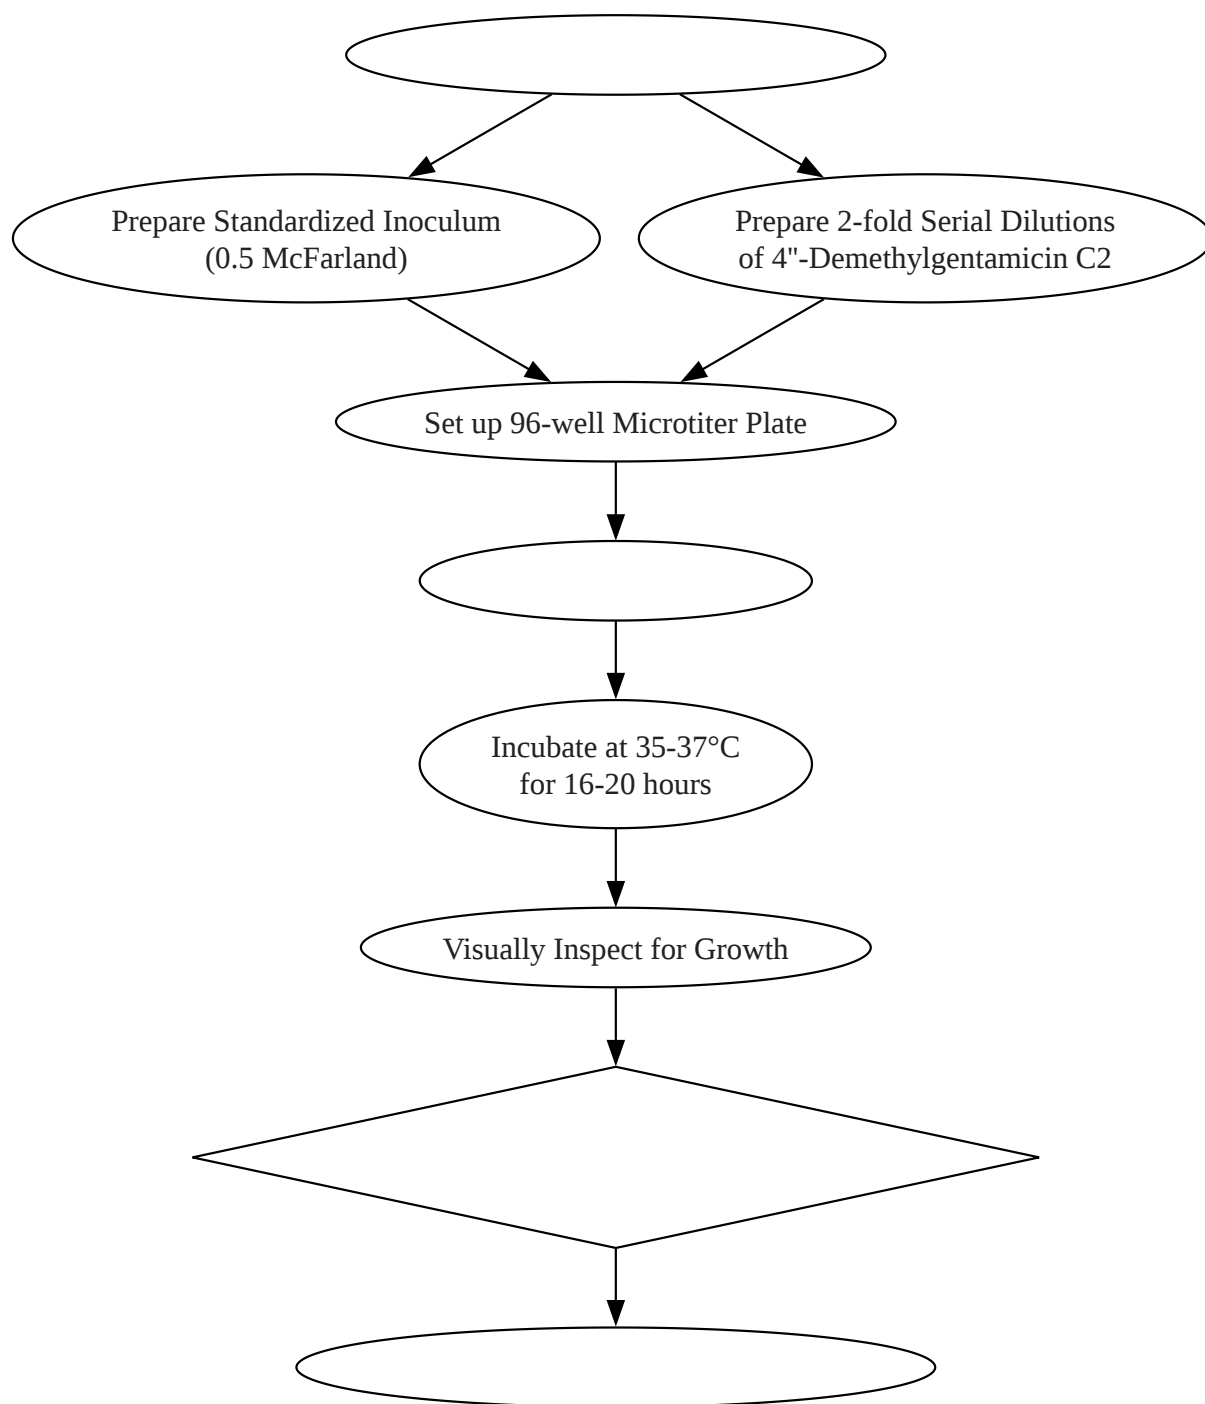 Prepare Standardized Inoculum
(0.5 McFarland)
Prepare 2-fold Serial Dilutions
of 4"-Demethylgentamicin C2
Set up 96-well Microtiter Plate
Incubate at 35-37°C
for 16-20 hours
Visually Inspect for Growth